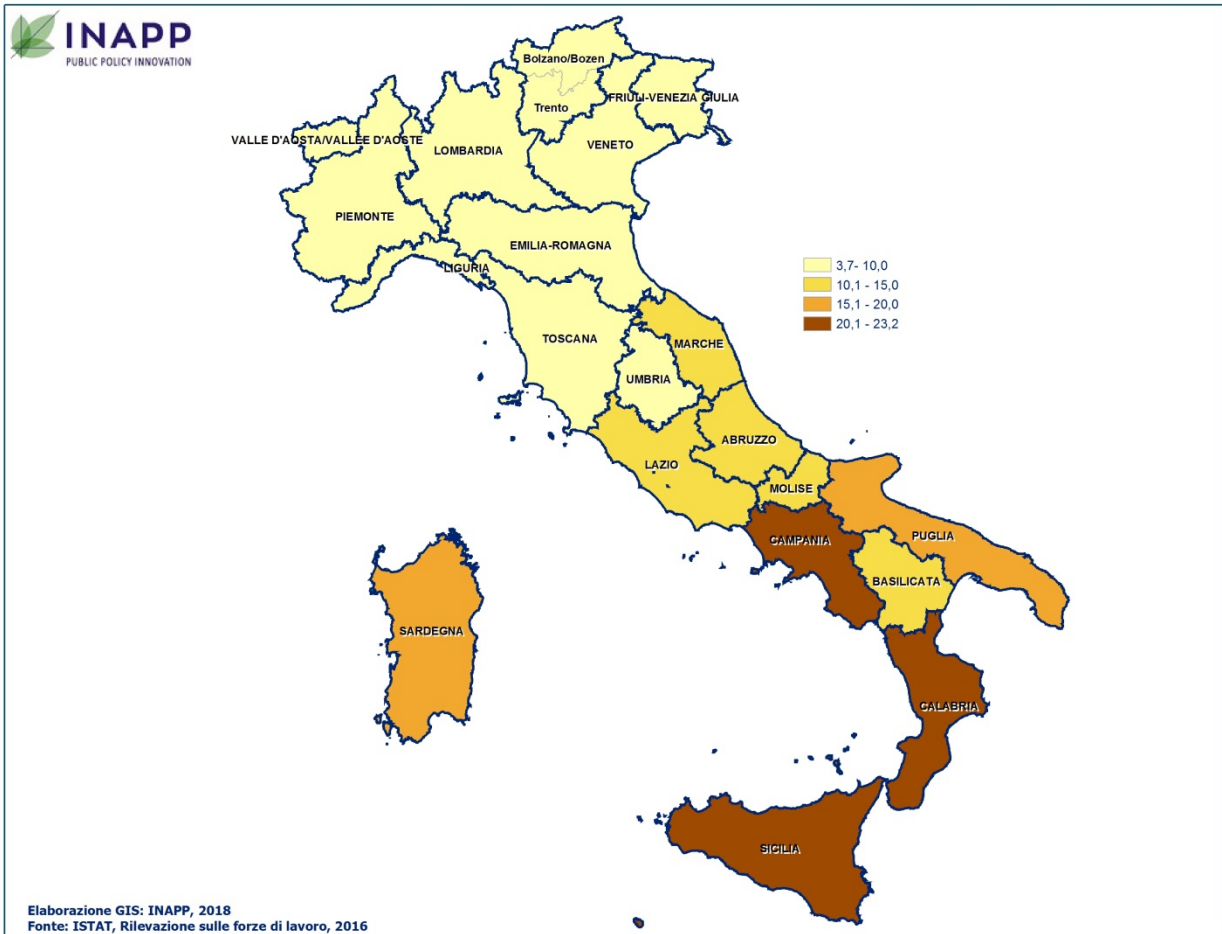 INAPP
PUBLIC POLICY INNOVATION
Bolzano/Bozen
FRIULI-VENEZIA GIULIA
Trento
VALLE D'AOSTA/VALLÉE D'AOSTE
LOMBARDIA
VENETO
PIEMONTE
EMILIA-ROMAGNA
LIGURIA
3,7- 10,0
10,1 - 15,0
15,1 - 20,0
20,1 - 23,2
TOSCANA
MARCHE
UMBRIA
ABRUZZO
LAZIO
MOLISE
PUGLIA
CAMPANIA
BASILICATA
SARDEGNA
CALABRIA
SICILIA
Elaborazione GIS: INAPP, 2018
Fonte: ISTAT, Rilevazione sulle forze di lavoro, 2016